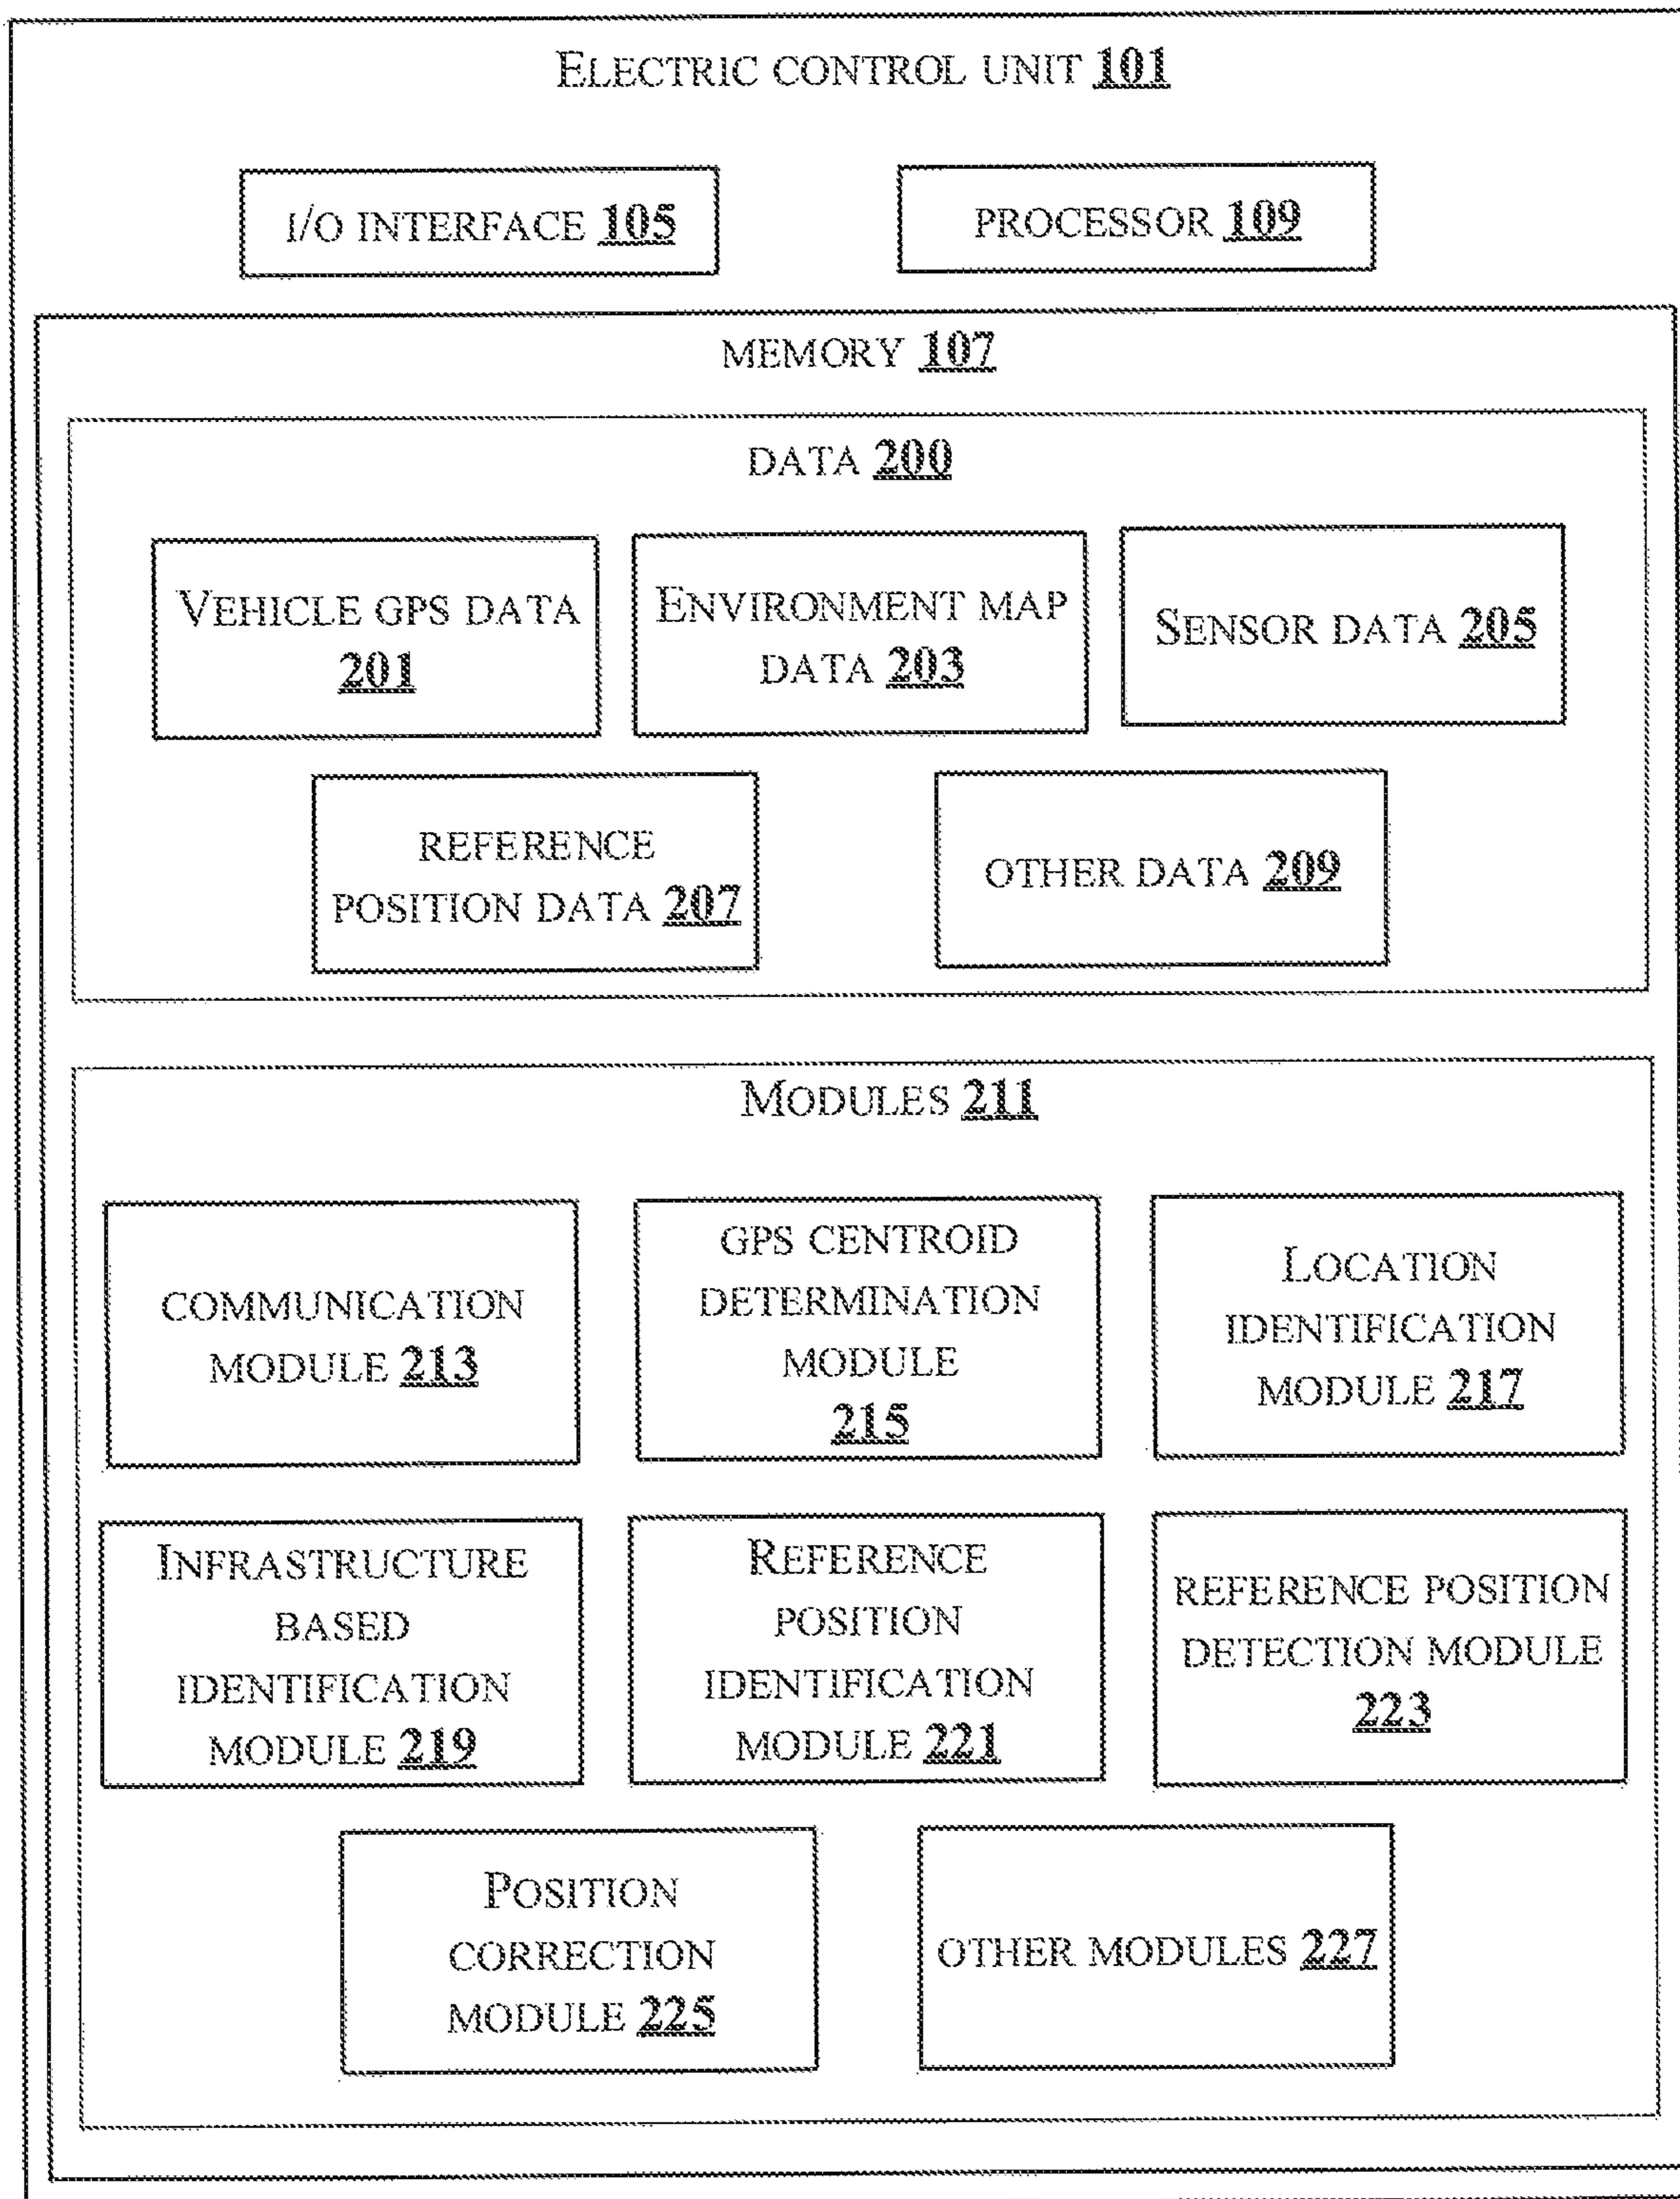 ELECTRIC CONTROL UNIT 101
I/O INTERFACE 105
PROCESSOR 109
MEMORY 107
DATA 200
VEHICLE GPS DATA
201
ENVIRONMENT MAP
DATA 203
SENSOR DATA 205
REFERENCE
POSITION DATA 207
OTHER DATA 209
MODULES 211
COMMUNICATION
MODULE 213
GPS CENTROID
DETERMINATION
MODULE
215
LOCATION
IDENTIFICATION
MODULE 217
INFRASTRUCTURE
BASED
IDENTIFICATION
MODULE 219
REFERENCE
POSITION
IDENTIFICATION
MODULE 221
REFERENCE POSITION
DETECTION MODULE
223
POSITION
CORRECTION
MODULE 225
OTHER MODULES 227